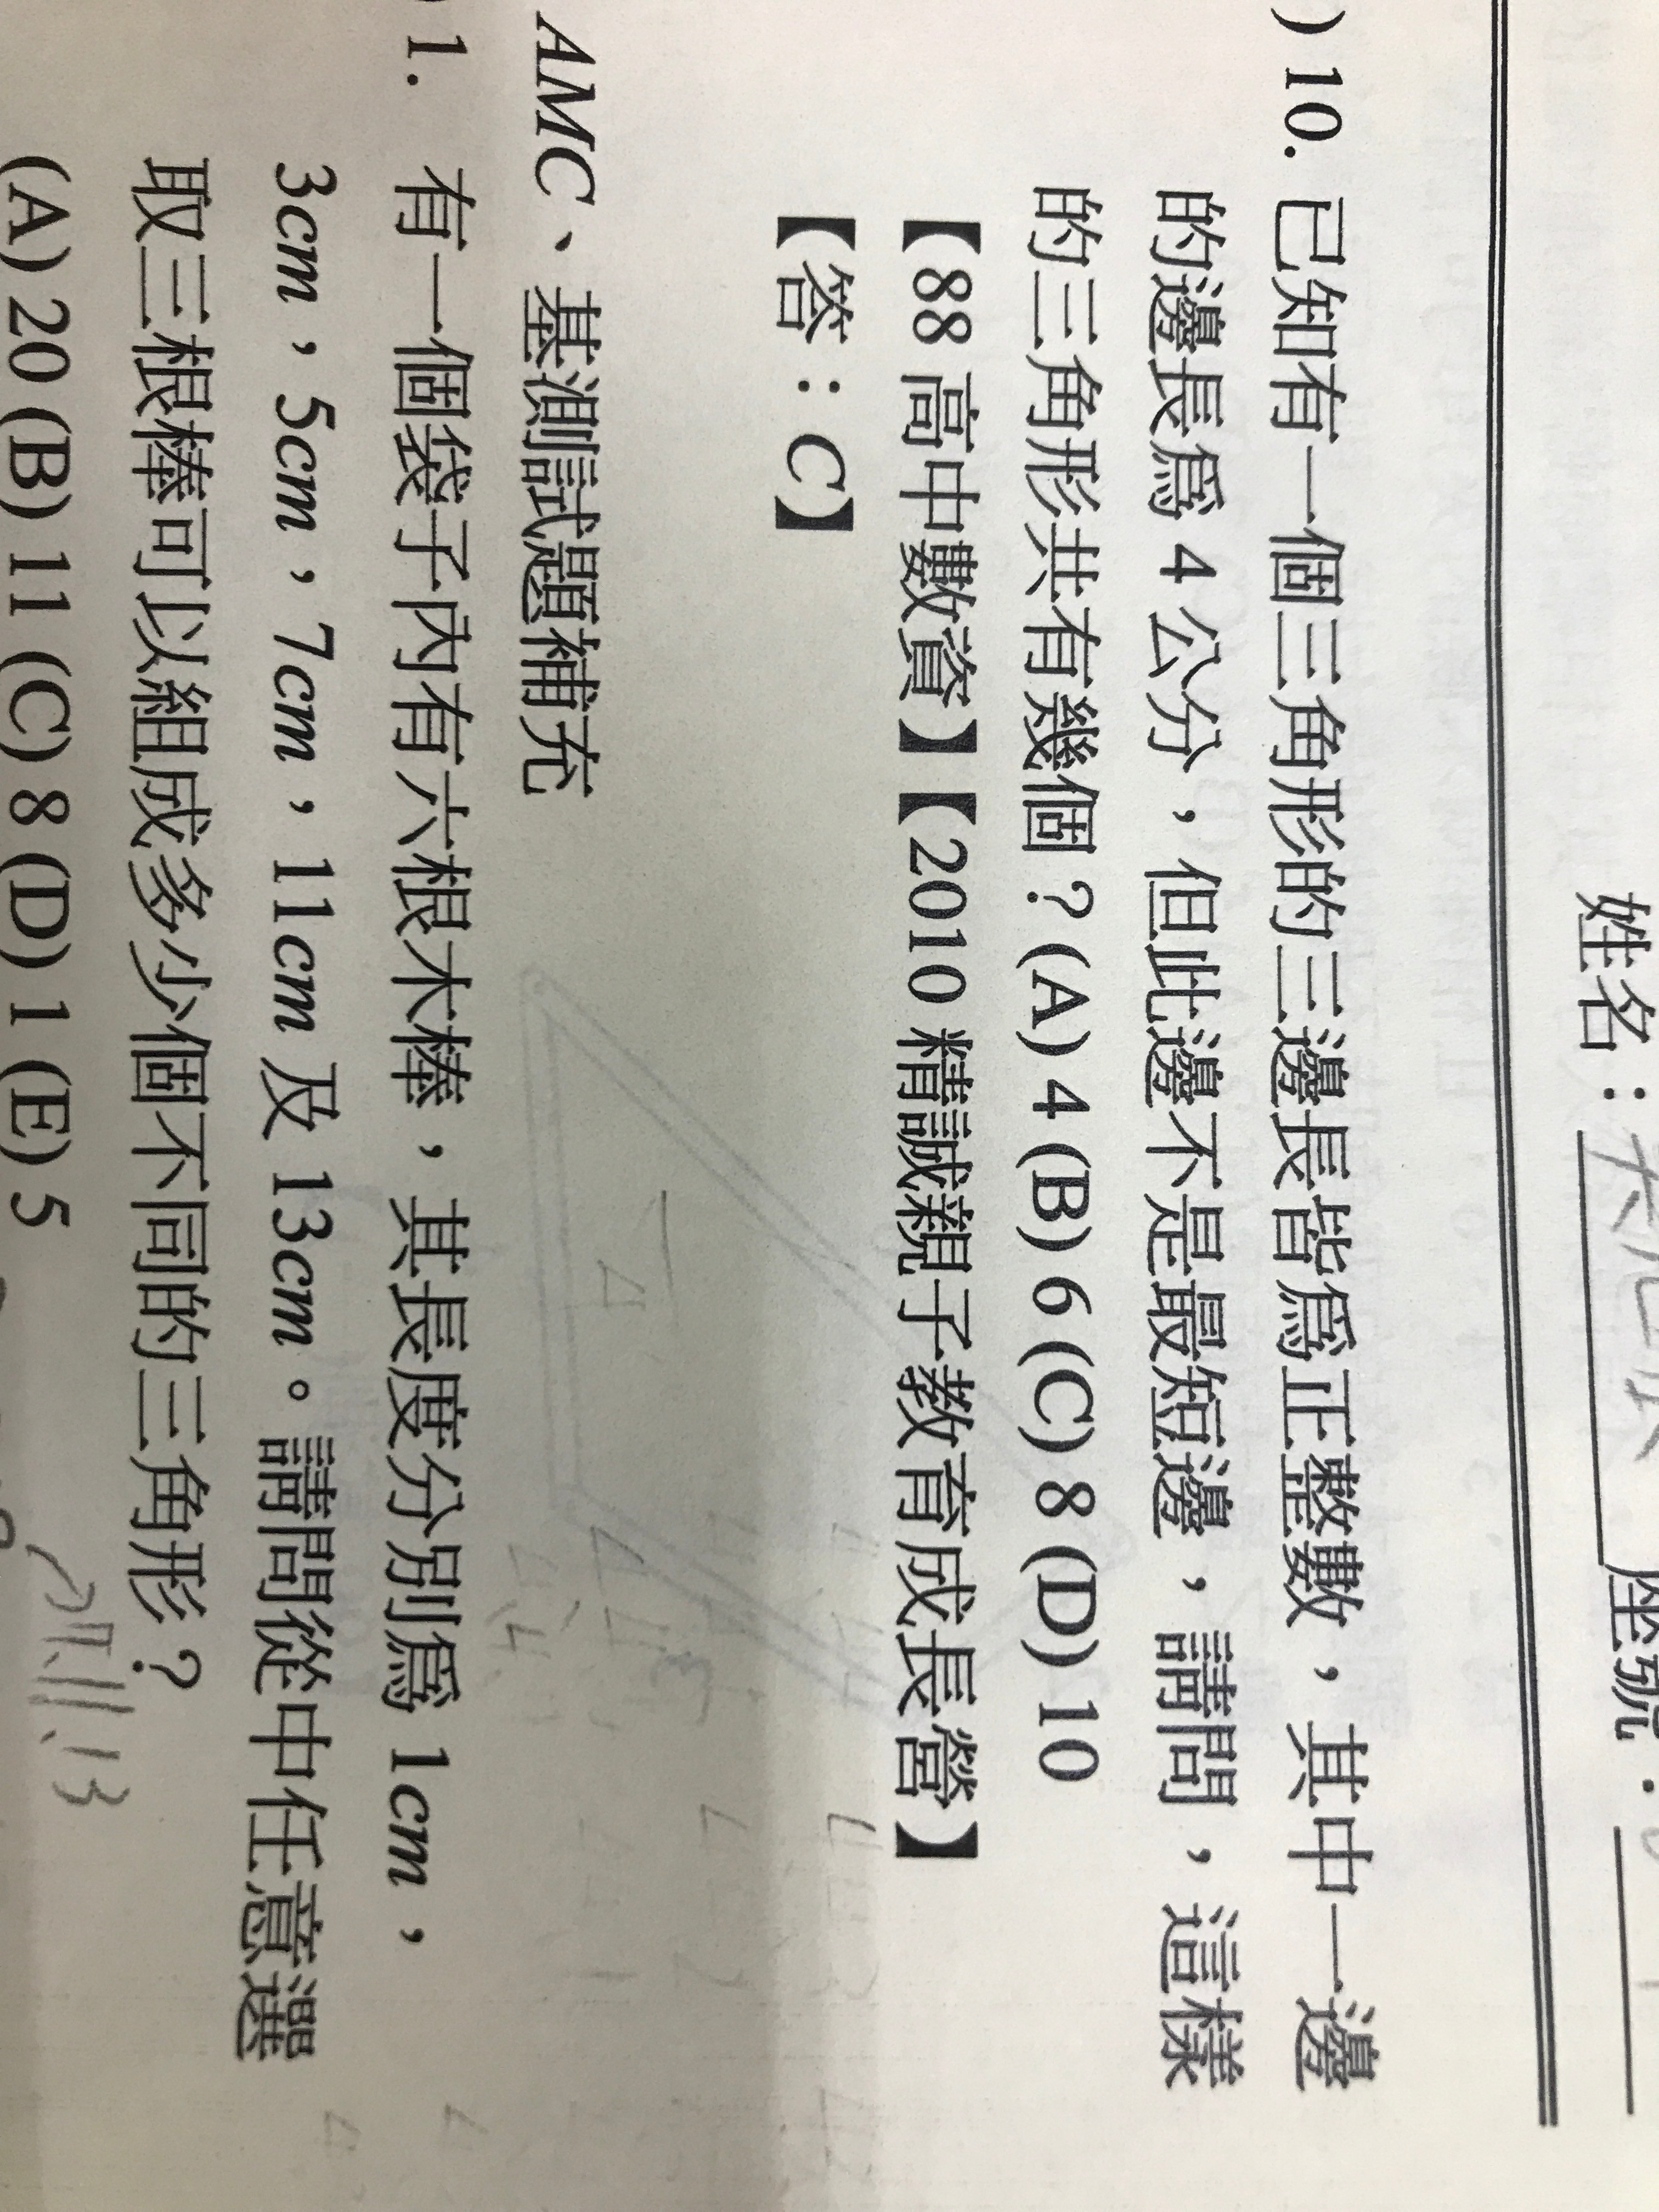 姓名：座號：
) 10. 已知有一個三角形的三邊長皆為正整數，其中一邊
的邊長為 4 公分，但此邊不是最短邊，請問，這樣
的三角形共有幾個？(A) 4 (B) 6 (C) 8 (D) 10
【88 高中數資】【2010 精誠親子教育成長營】
【答：C】
AMC、基測試題補充
) 1. 有一個袋子內有六根木棒，其長度分別為 1cm，
3cm，5cm，7cm，11cm 及 13cm。請問從中任意選
取三根棒可以組成多少個不同的三角形？
7.11.13
(A) 20 (B) 11 (C) 8 (D) 1 (E) 5